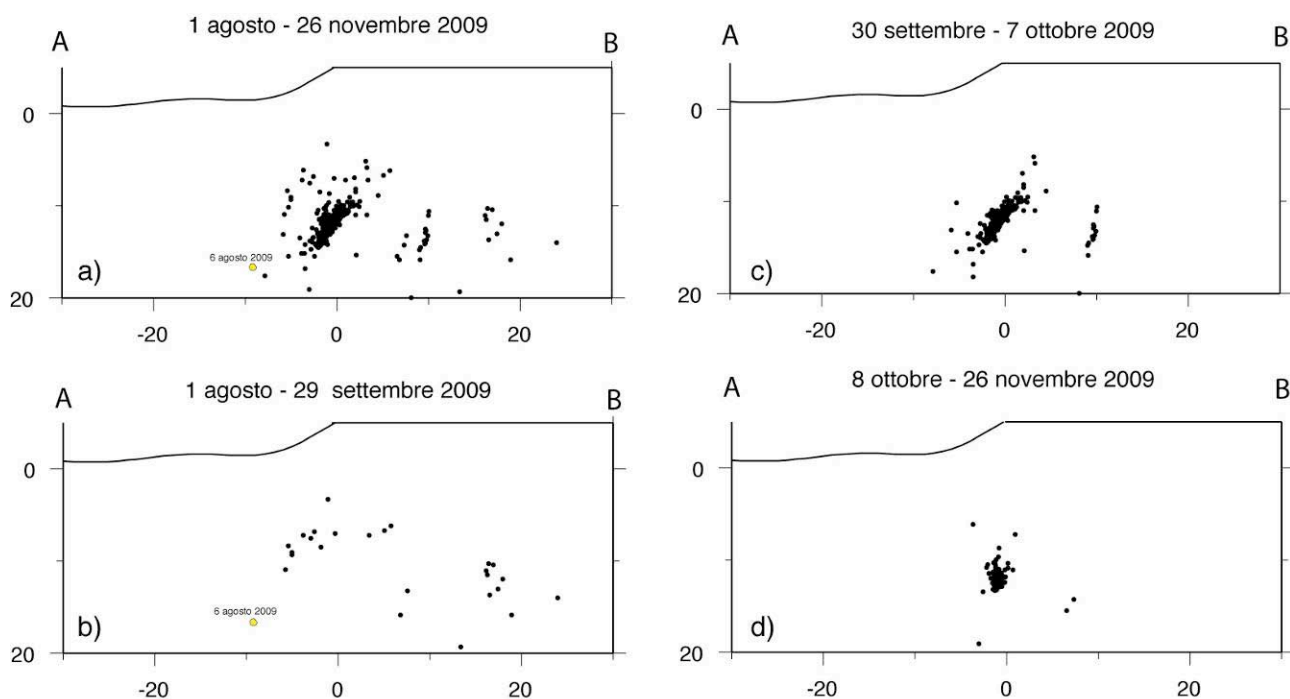 1 agosto - 26 novembre 2009
A
B
0
6 agosto 2009
a)
20
-20
0
20
30 settembre - 7 ottobre 2009
A
B
0
c)
20
-20
0
20
1 agosto - 29 settembre 2009
A
B
0
6 agosto 2009
b)
20
-20
0
20
8 ottobre - 26 novembre 2009
A
B
0
d)
20
-20
0
20